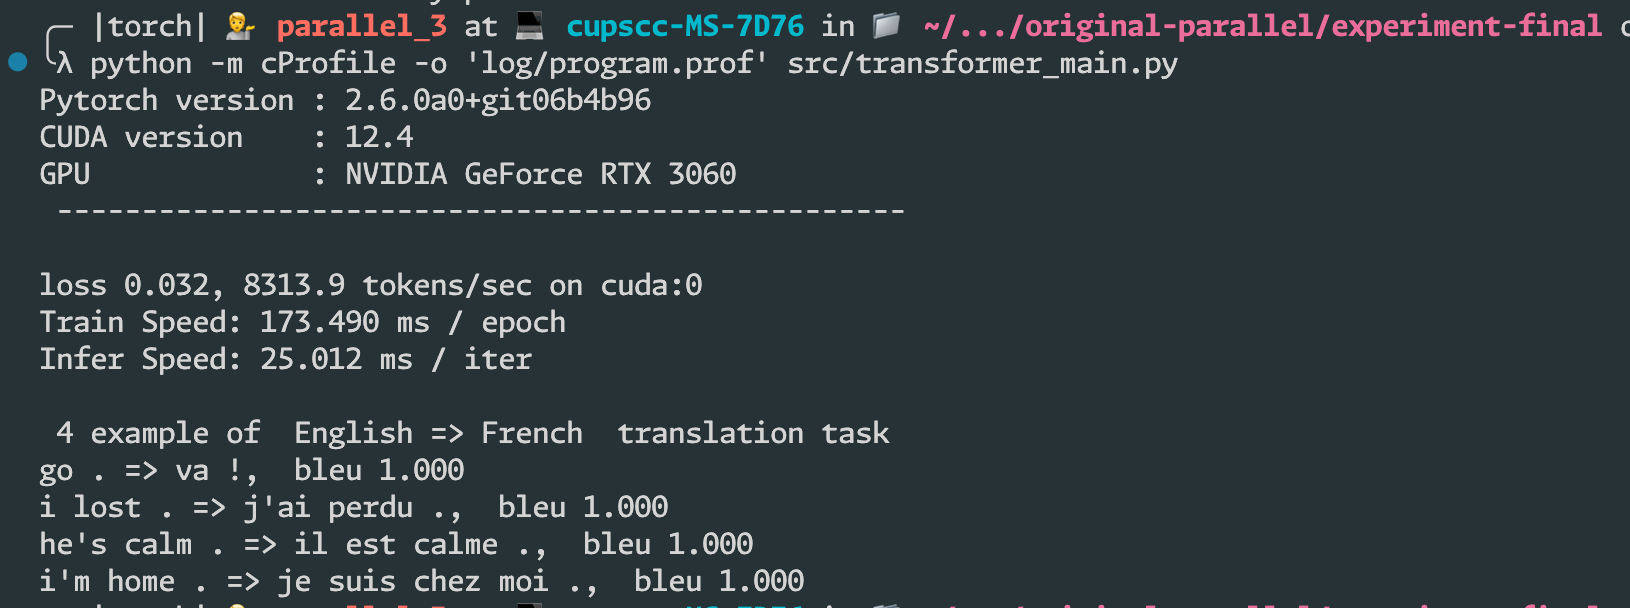 |torch| parallel_3 at cupscc-MS-7D76 in ~/.../original-parallel/experiment-final
λ python -m cProfile -o 'log/program.prof' src/transformer_main.py
Pytorch version : 2.6.0a0+git06b4b96
CUDA version    : 12.4
GPU             : NVIDIA GeForce RTX 3060
--------------------------------------------------
loss 0.032, 8313.9 tokens/sec on cuda:0
Train Speed: 173.490 ms / epoch
Infer Speed: 25.012 ms / iter
4 example of  English => French  translation task
go . => va !,  bleu 1.000
i lost . => j'ai perdu .,  bleu 1.000
he's calm . => il est calme .,  bleu 1.000
i'm home . => je suis chez moi .,  bleu 1.000